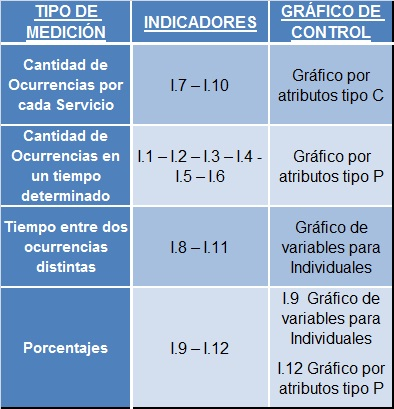 TIPO DE
MEDICIÓN
INDICADORES
GRÁFICO DE
CONTROL
Cantidad de
Ocurrencias por
cada Servicio
I.7 – I.10
Gráfico por
atributos tipo C
Cantidad de
Ocurrencias en
un tiempo
determinado
I.1 – I.2 – I.3 – I.4 -
I.5 – I.6
Gráfico por
atributos tipo P
Tiempo entre dos
ocurrencias
distintas
I.8 – I.11
Gráfico de
variables para
Individuales
Porcentajes
I.9 – I.12
I.9 Gráfico de
variables para
Individuales
I.12 Gráfico por
atributos tipo P